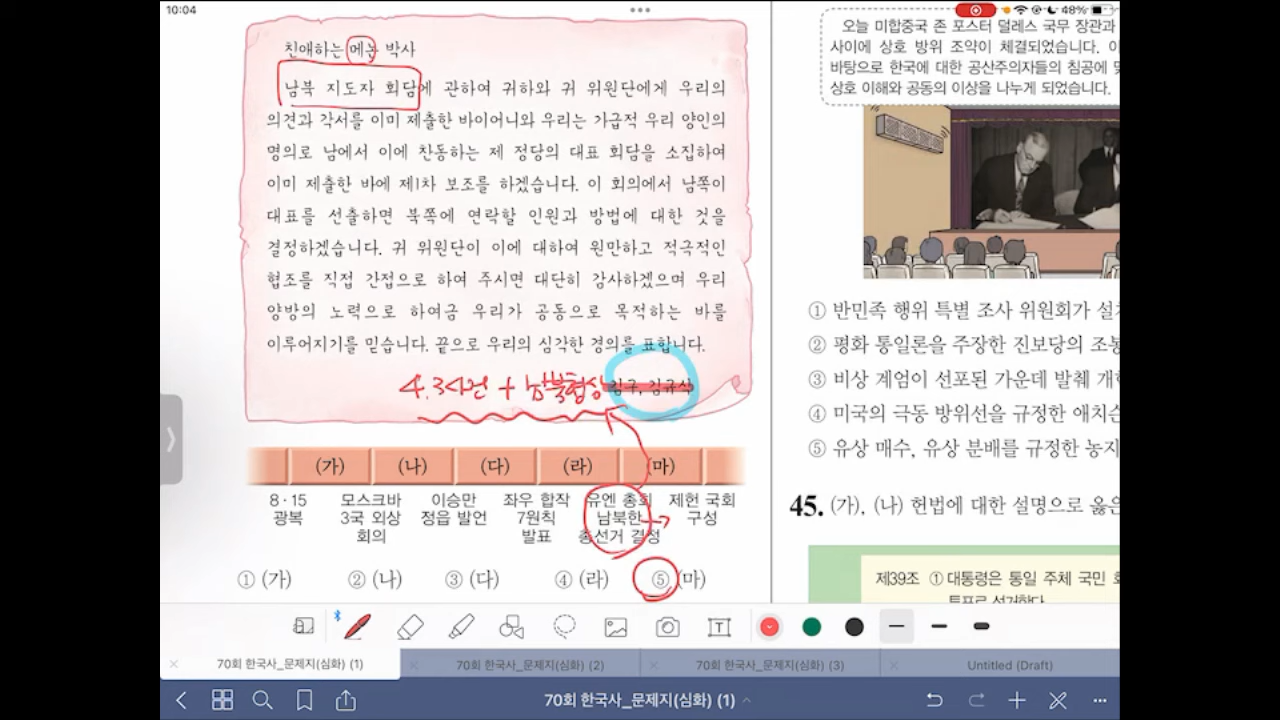 10:04
48%
친애하는 메논 박사
남북 지도자 회담에 관하여 귀하와 귀 위원단에게 우리의
의견과 각서를 이미 제출한 바이어니와 우리는 가급적 우리 양인의
명의로 남에서 이에 찬동하는 제 정당의 대표 회담을 소집하여
이미 제출한 바에 제1차 보조를 하겠습니다. 이 회의에서 남쪽이
대표를 선출하면 북쪽에 연락할 인원과 방법에 대한 것을
결정하겠습니다. 귀 위원단이 이에 대하여 원만하고 적극적인
협조를 직접 간접으로 하여 주시면 대단히 감사하겠으며 우리
양방의 노력으로 하여금 우리가 공동으로 목적하는 바를
이루어지기를 믿습니다. 끝으로 우리의 심각한 경의를 표합니다.
4.3사건 + 남북협상 김구, 김규식
(가) (나) (다) (라) (마)
8·15 모스크바 이승만 좌우 합작 유엔 총회 제헌 국회
광복 3국 외상 정읍 발언 7원칙 남북한 구성
회의 발표 총선거 결정
① (가) ② (나) ③ (다) ④ (라) ⑤ (마)
오늘 미합중국 존 포스터 덜레스 국무 장관과
사이에 상호 방위 조약이 체결되었습니다. 이
바탕으로 한국에 대한 공산주의자들의 침공에 맞
상호 이해와 공동의 이상을 나누게 되었습니다.
① 반민족 행위 특별 조사 위원회가 설치
② 평화 통일론을 주장한 진보당의 조봉
③ 비상 계엄이 선포된 가운데 발췌 개헌
④ 미국의 극동 방위선을 규정한 애치슨
⑤ 유상 매수, 유상 분배를 규정한 농지
45. (가), (나) 헌법에 대한 설명으로 옳은
제39조 ① 대통령은 통일 주체 국민 회
투표로 선거한다
70회 한국사_문제지(심화) (1) 70회 한국사_문제지(심화) (2) 70회 한국사_문제지(심화) (3) Untitled (Draft)
70회 한국사_문제지(심화) (1)